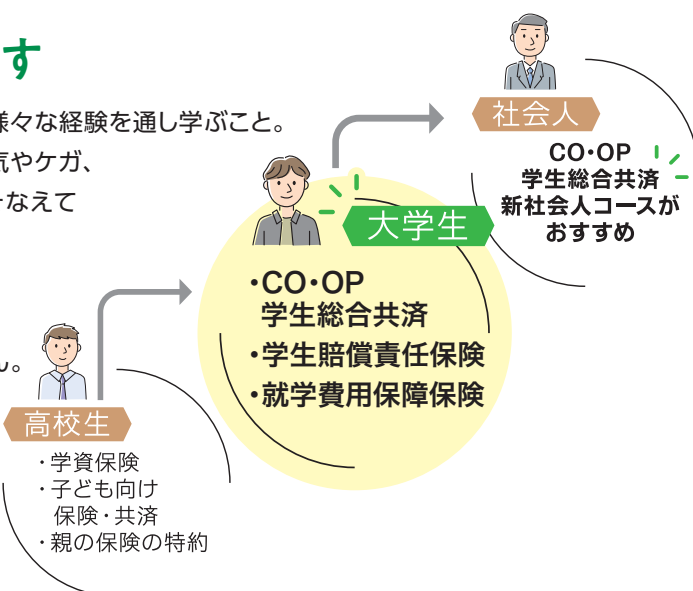 す
様々な経験を通し学ぶこと。
気やケガ、
なえて
ん。
社会人
CO・OP
学生総合共済
新社会人コースが
おすすめ
大学生
・CO・OP
学生総合共済
・学生賠償責任保険
・就学費用保障保険
高校生
・学資保険
・子ども向け
保険・共済
・親の保険の特約